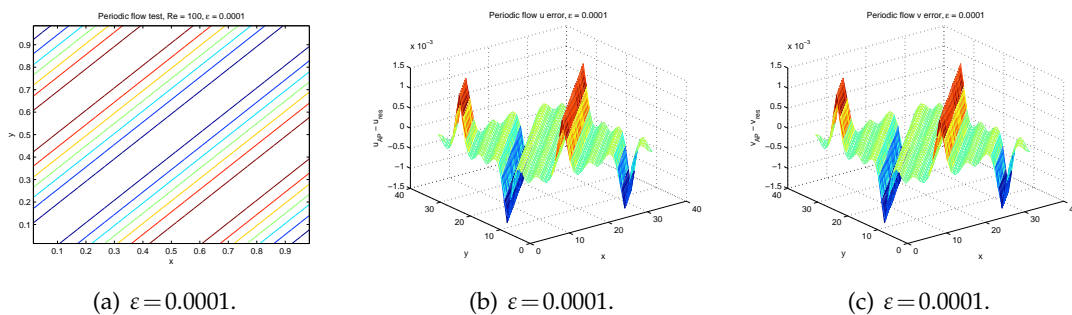 Periodic flow test, Re = 100, ε = 0.0001
0.9
0.8
0.7
0.6
0.5
0.4
0.3
0.2
0.1
y
0.1 0.2 0.3 0.4 0.5 0.6 0.7 0.8 0.9
x
(a) ε=0.0001.
Periodic flow u error, ε = 0.0001
x 10⁻³
1.5
1
0.5
0
−0.5
−1
−1.5
u_AP − u_res
40
30
20
10
0
y
0
10
20
30
40
x
(b) ε=0.0001.
Periodic flow v error, ε = 0.0001
x 10⁻³
1.5
1
0.5
0
−0.5
−1
−1.5
v_AP − v_res
40
30
20
10
0
y
0
10
20
30
x
(c) ε=0.0001.